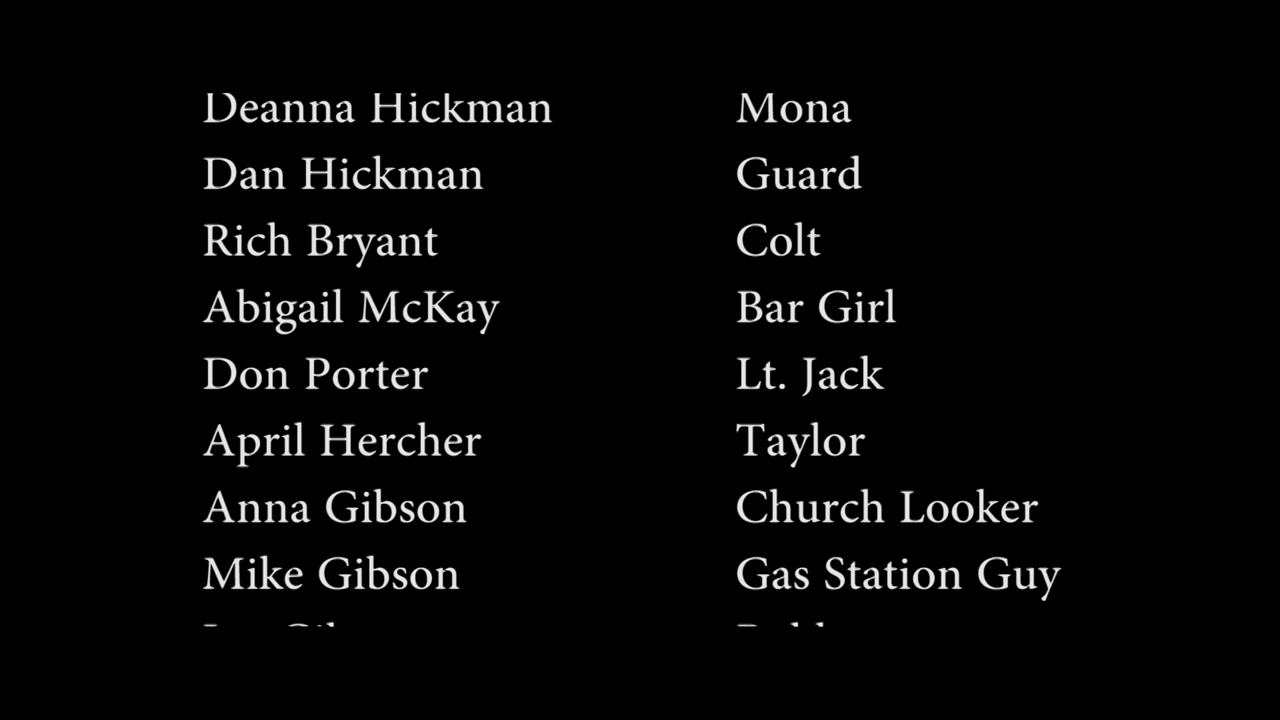 Deanna Hickman Mona
Dan Hickman Guard
Rich Bryant Colt
Abigail McKay Bar Girl
Don Porter Lt. Jack
April Hercher Taylor
Anna Gibson Church Looker
Mike Gibson Gas Station Guy